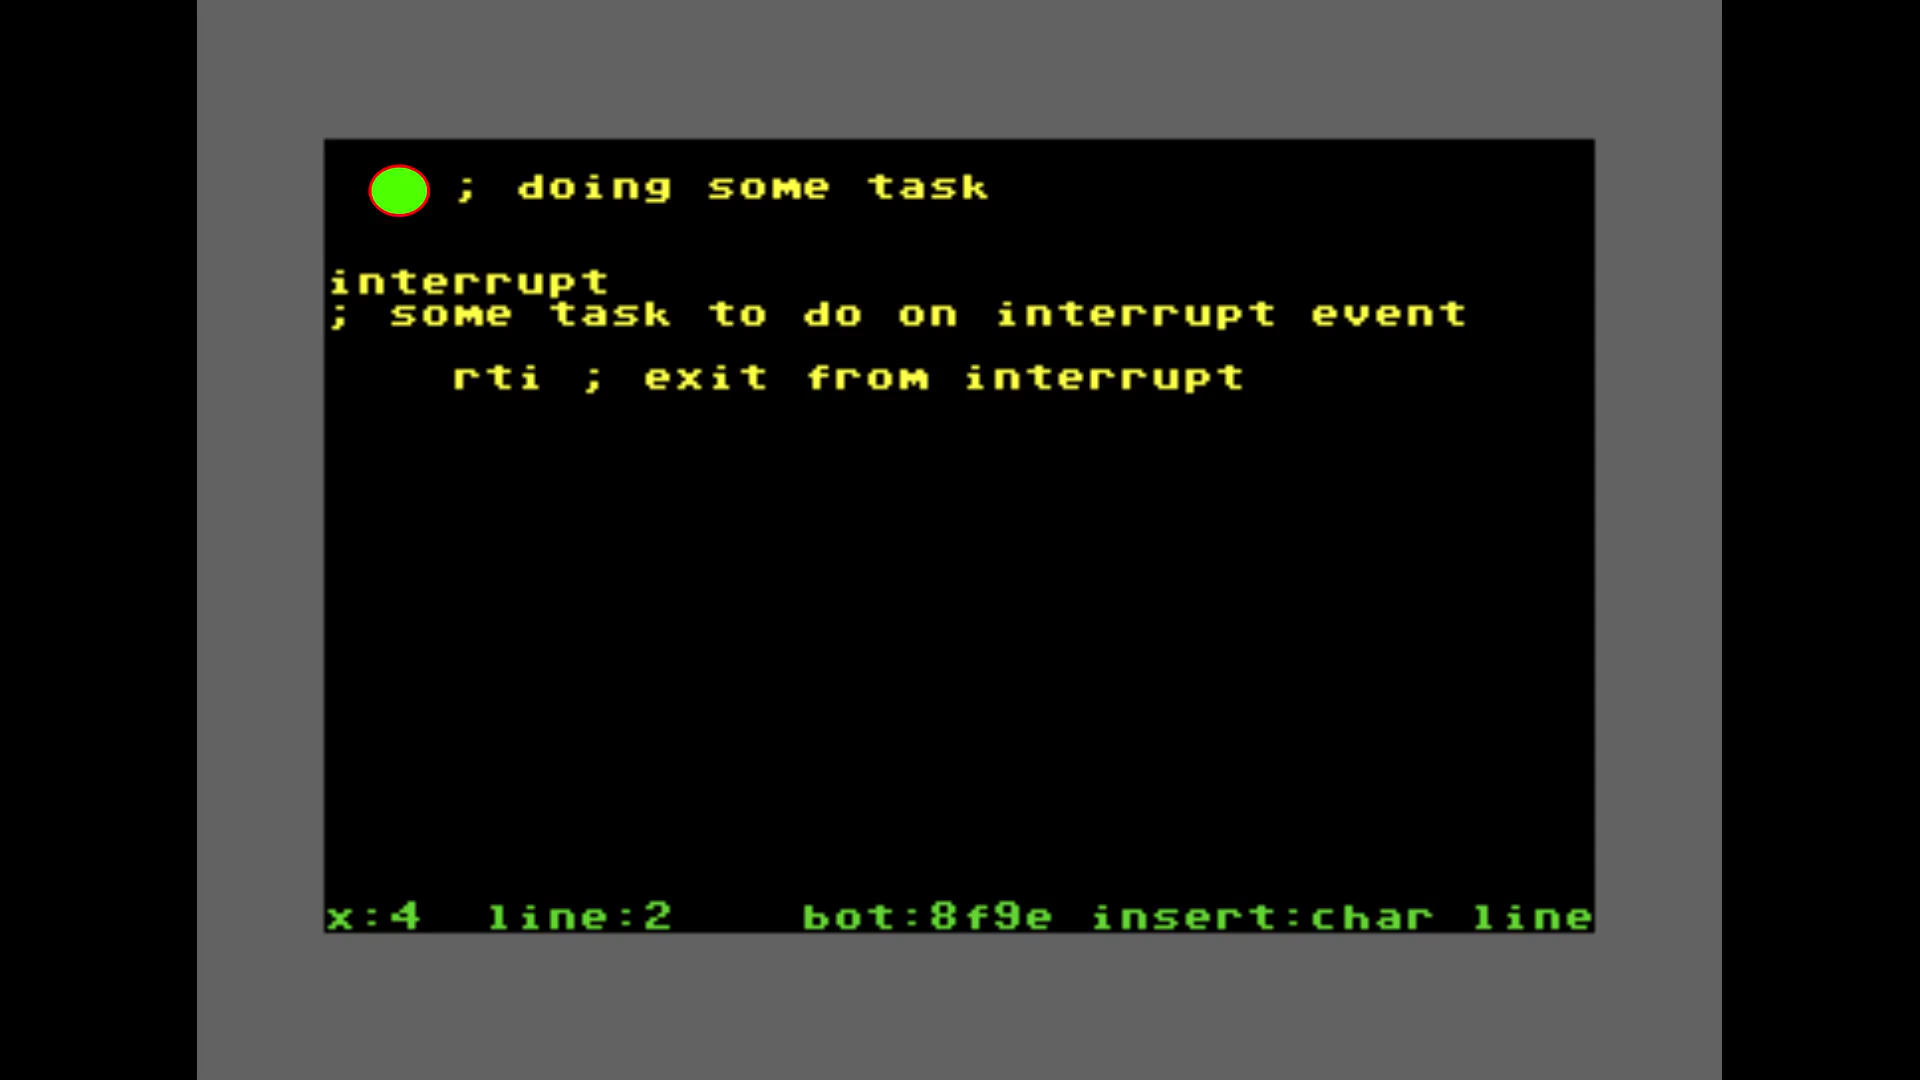 ; doing some task
interrupt
; some task to do on interrupt event
rti ; exit from interrupt
x:4 line:2 bot:8f9e insert:char line